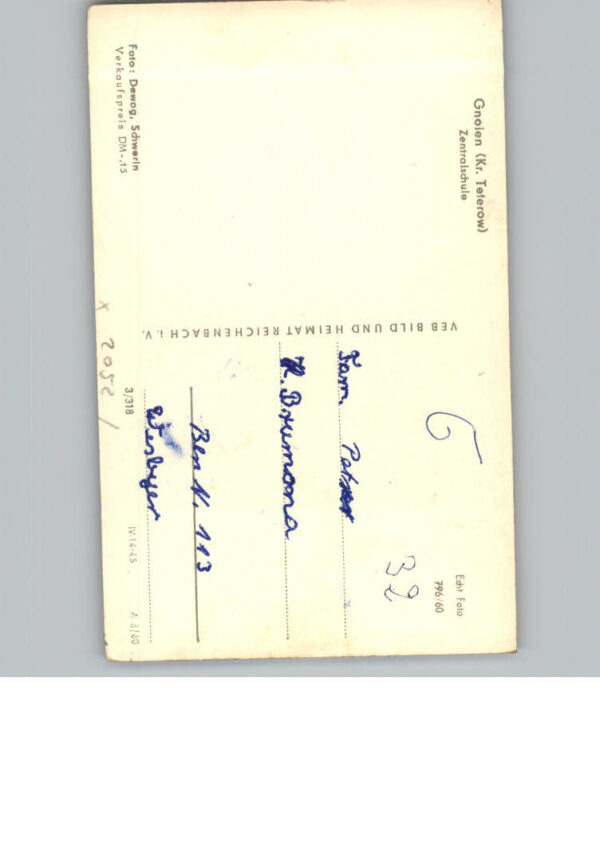 Gnoien (Kr. Teterow)
Zentralschule
Foto: Dewag, Schwerin
Verkaufspreis DM -,15
VEB BILD UND HEIMAT REICHENBACH i. V.
Echt Foto
796/60
6
32
Fam.
R.
113
3/318
IV-14-45
A 2/60